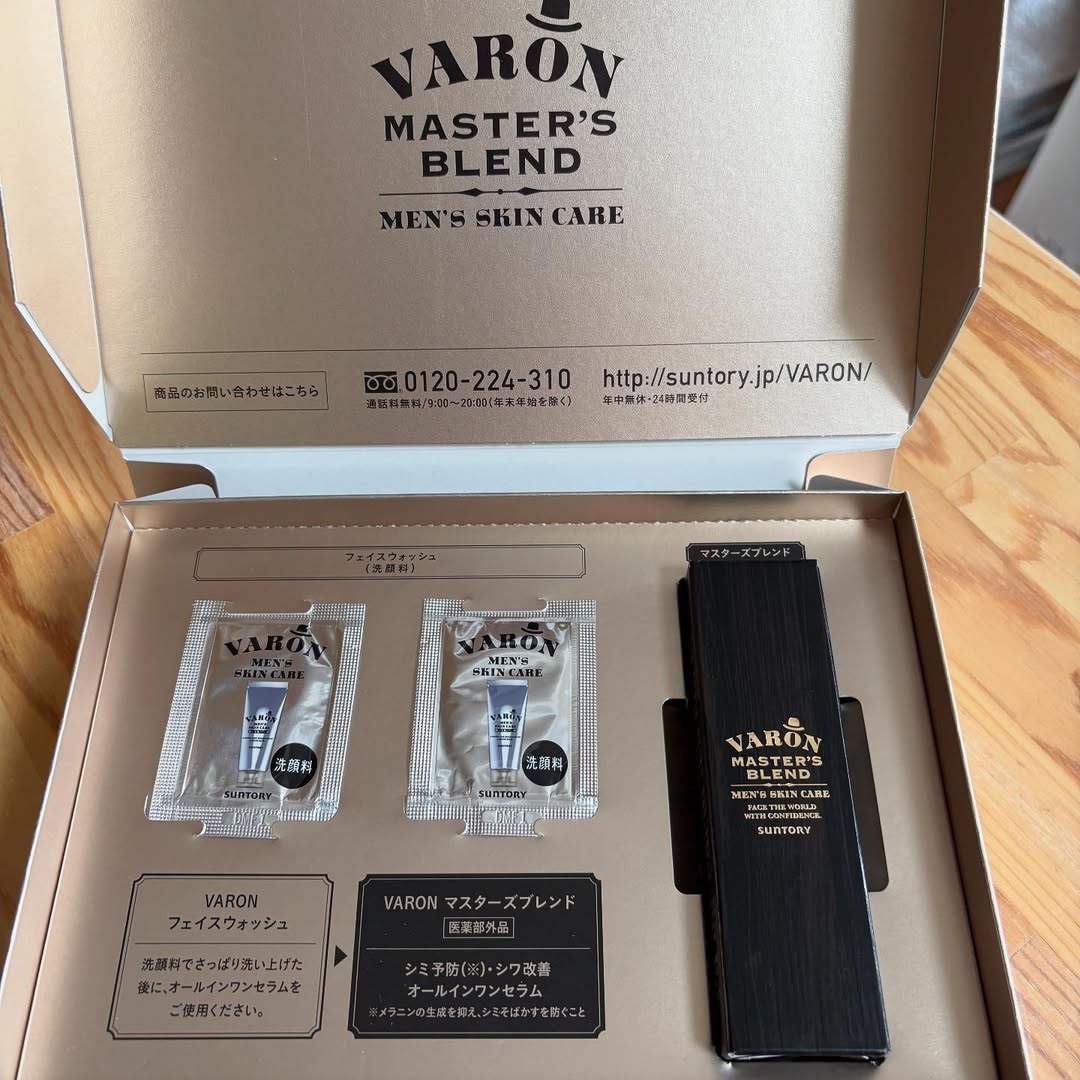 VARON
MASTER'S
BLEND
MEN'S SKIN CARE
商品のお問い合わせはこちら
0120-224-310
通話料無料/9:00〜20:00(年末年始を除く)
http://suntory.jp/VARON/
年中無休・24時間受付
フェイスウォッシュ
(洗顔料)
マスターズブレンド
VARON
MEN'S
SKIN CARE
VARON
洗顔料
SUNTORY
VARON
MEN'S
SKIN CARE
VARON
洗顔料
SUNTORY
VARON
MASTER'S
BLEND
MEN'S SKIN CARE
FACE THE WORLD
WITH CONFIDENCE.
SUNTORY
VARON
フェイスウォッシュ
洗顔料でさっぱり洗い上げた
後に、オールインワンセラムを
ご使用ください。
VARON マスターズブレンド
医薬部外品
シミ予防(※)・シワ改善
オールインワンセラム
※メラニンの生成を抑え、シミそばかすを防ぐこと